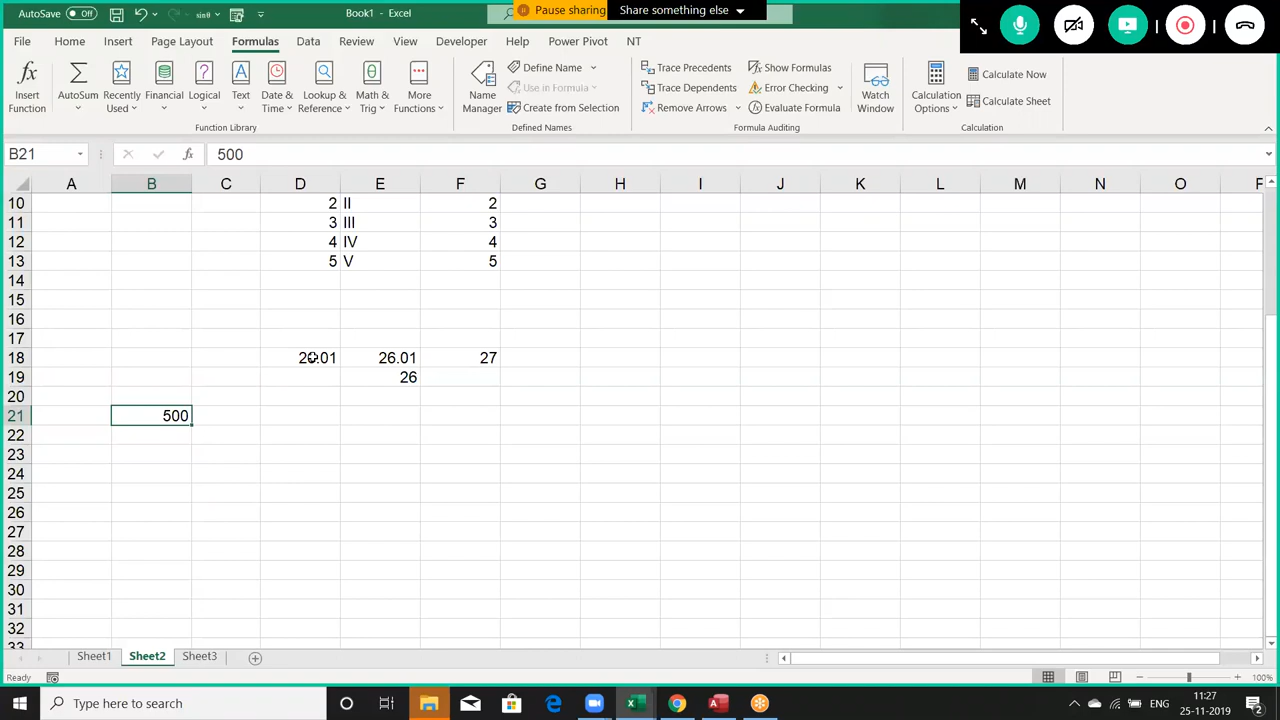 AutoSave Off
sin
Book1 - Excel
Pause sharing
Share something else
File Home Insert Page Layout Formulas Data Review View Developer Help Power Pivot NT
Insert Function
AutoSum
Recently Used
Financial
Logical
Text
Date & Time
Lookup & Reference
Math & Trig
More Functions
Function Library
Name Manager
Define Name
Use in Formula
Create from Selection
Defined Names
Trace Precedents
Trace Dependents
Remove Arrows
Show Formulas
Error Checking
Evaluate Formula
Formula Auditing
Watch Window
Calculation Options
Calculate Now
Calculate Sheet
Calculation
B21 fx 500
A B C D E F G H I J K L M N O P
10 2 II 2
11 3 III 3
12 4 IV 4
13 5 V 5
14
15
16
17
18 26.01 27
19 26
20
21 500
22
23
24
25
26
27
28
29
30
31
32
33
Sheet1 Sheet2 Sheet3
Ready 100%
Type here to search
ENG
11:27
25-11-2019
2